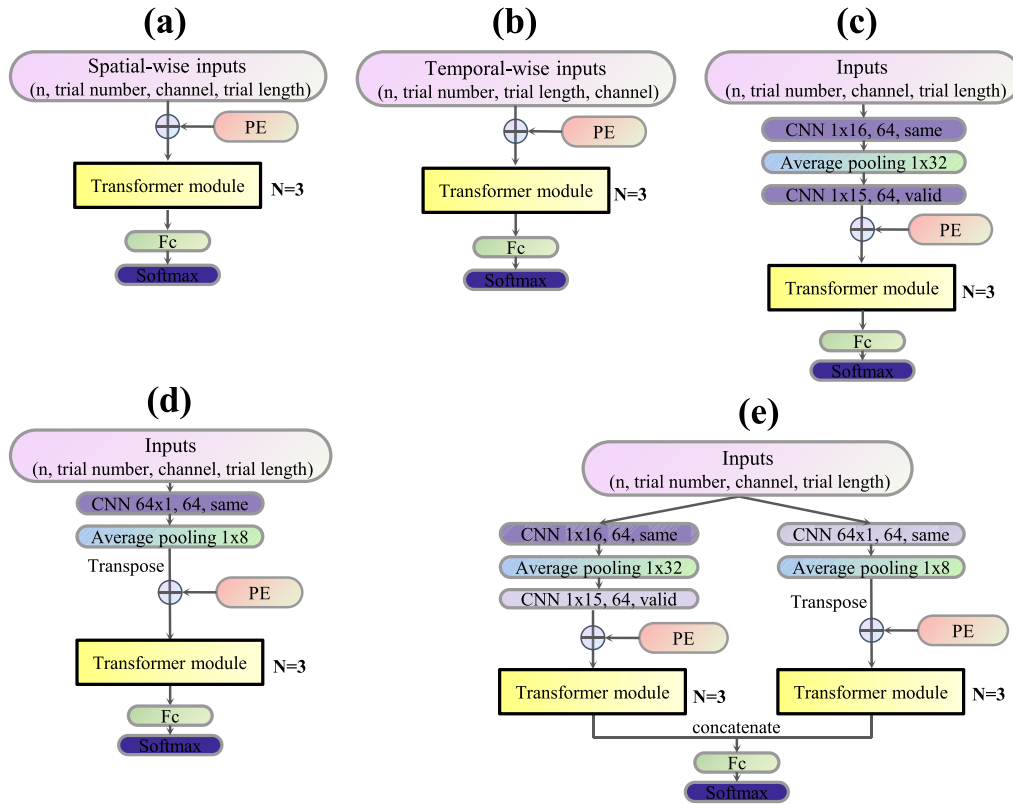 (a)
Spatial-wise inputs
(n, trial number, channel, trial length)
PE
Transformer module
N=3
Fc
Softmax
(b)
Temporal-wise inputs
(n, trial number, trial length, channel)
PE
Transformer module
N=3
Fc
Softmax
(c)
Inputs
(n, trial number, channel, trial length)
CNN 1x16, 64, same
Average pooling 1x32
CNN 1x15, 64, valid
PE
Transformer module
N=3
Fc
Softmax
(d)
Inputs
(n, trial number, channel, trial length)
CNN 64x1, 64, same
Average pooling 1x8
Transpose
PE
Transformer module
N=3
Fc
Softmax
(e)
Inputs
(n, trial number, channel, trial length)
CNN 1x16, 64, same
Average pooling 1x32
CNN 1x15, 64, valid
PE
Transformer module
N=3
CNN 64x1, 64, same
Average pooling 1x8
Transpose
PE
Transformer module
N=3
concatenate
Fc
Softmax